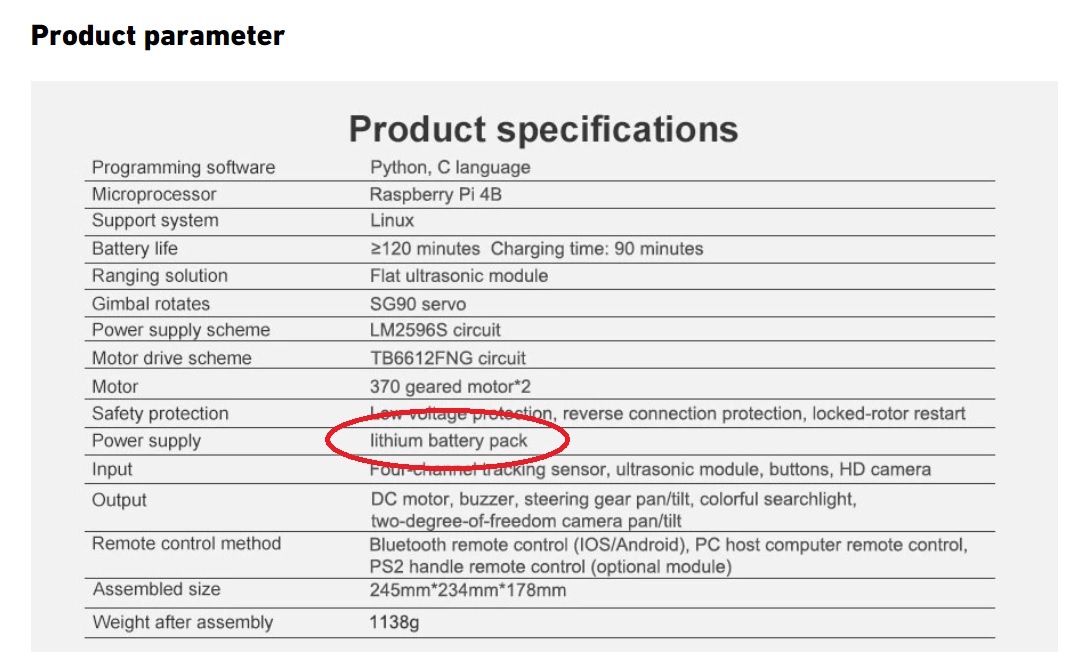 Product parameter
Product specifications
Programming software Python, C language
Microprocessor Raspberry Pi 4B
Support system Linux
Battery life ≥120 minutes Charging time: 90 minutes
Ranging solution Flat ultrasonic module
Gimbal rotates SG90 servo
Power supply scheme LM2596S circuit
Motor drive scheme TB6612FNG circuit
Motor 370 geared motor*2
Safety protection Low voltage protection, reverse connection protection, locked-rotor restart
Power supply lithium battery pack
Input Four-channel tracking sensor, ultrasonic module, buttons, HD camera
Output DC motor, buzzer, steering gear pan/tilt, colorful searchlight,
two-degree-of-freedom camera pan/tilt
Remote control method Bluetooth remote control (IOS/Android), PC host computer remote control,
PS2 handle remote control (optional module)
Assembled size 245mm*234mm*178mm
Weight after assembly 1138g